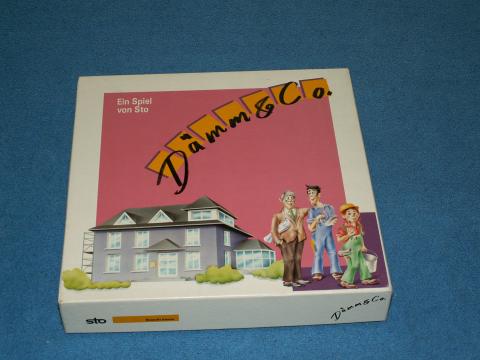 Ein Spiel
von Sto
Dämm & Co.
sto
Dämm & Co.